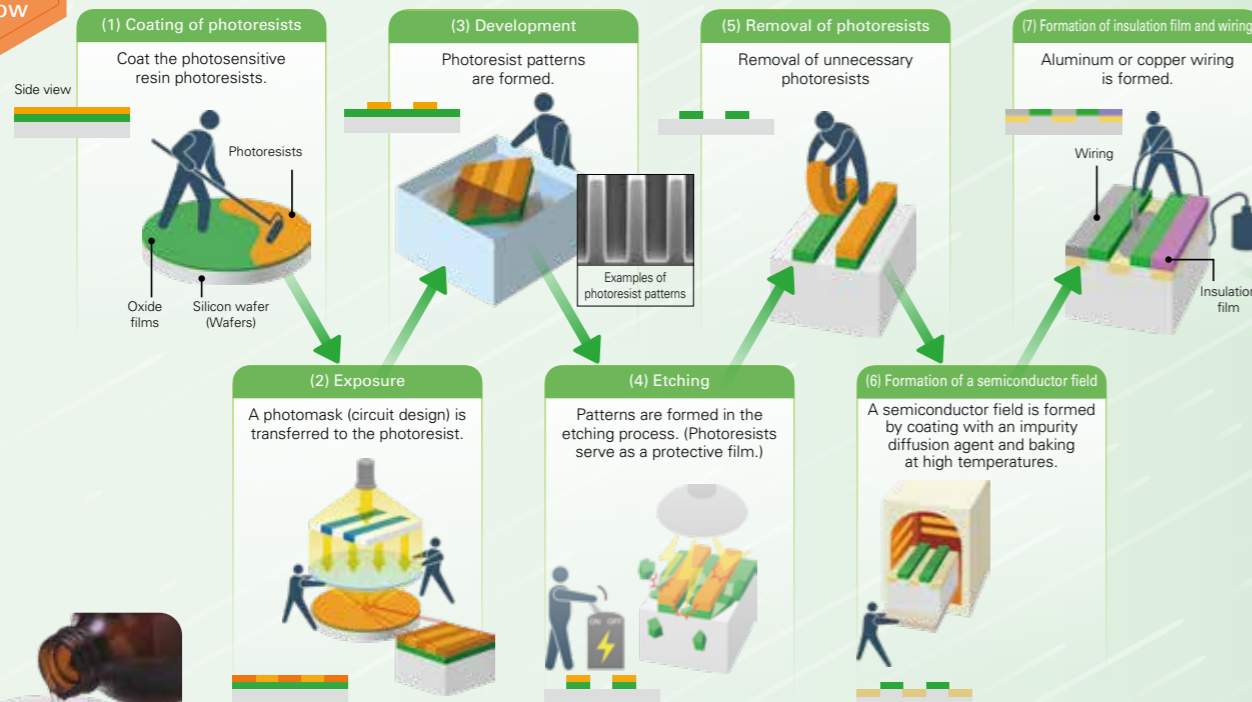 ow
(1) Coating of photoresists
Coat the photosensitive
resin photoresists.
Side view
Photoresists
Oxide
films
Silicon wafer
(Wafers)
(2) Exposure
A photomask (circuit design) is
transferred to the photoresist.
(3) Development
Photoresist patterns
are formed.
Examples of
photoresist patterns
(4) Etching
Patterns are formed in the
etching process. (Photoresists
serve as a protective film.)
ON OFF
(5) Removal of photoresists
Removal of unnecessary
photoresists
(6) Formation of a semiconductor field
A semiconductor field is formed
by coating with an impurity
diffusion agent and baking
at high temperatures.
(7) Formation of insulation film and wiring
Aluminum or copper wiring
is formed.
Wiring
Insulation
film